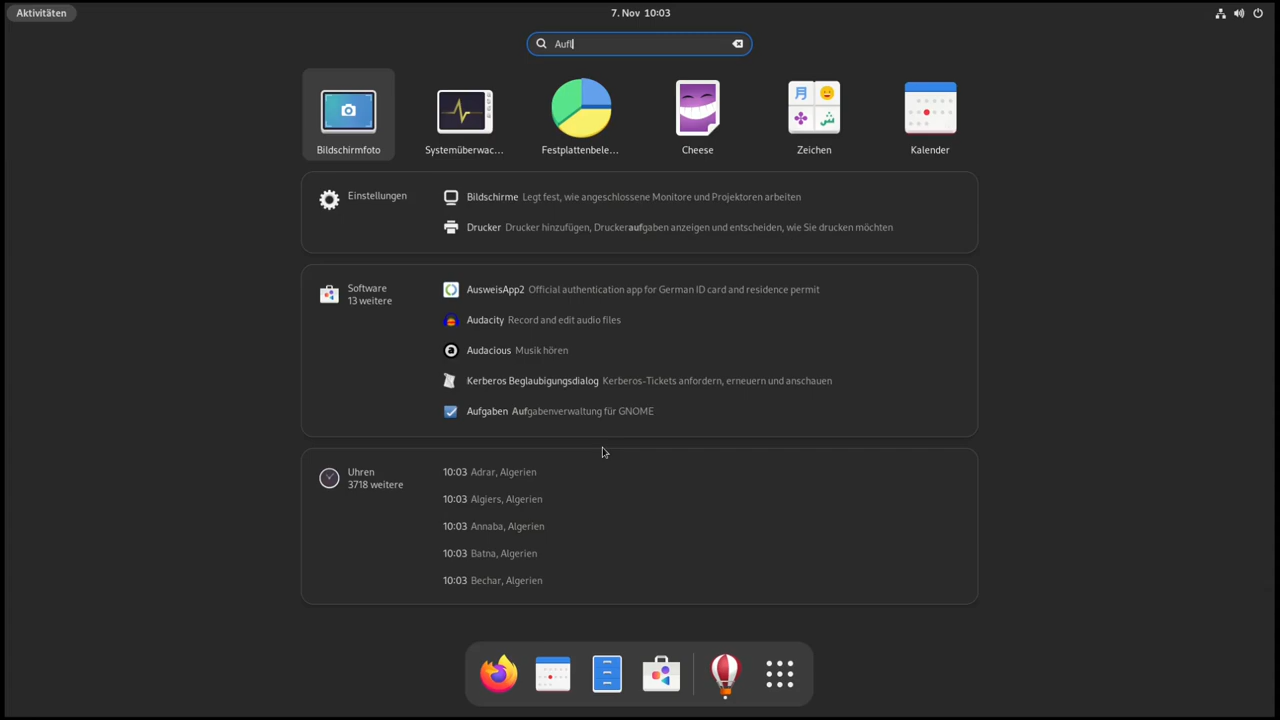 Aktivitäten
7. Nov 10:03
Aufl
Bildschirmfoto
Systemüberwac...
Festplattenbele...
Cheese
Zeichen
Kalender
Einstellungen
Bildschirme Legt fest, wie angeschlossene Monitore und Projektoren arbeiten
Drucker Drucker hinzufügen, Druckeraufgaben anzeigen und entscheiden, wie Sie drucken möchten
Software
13 weitere
AusweisApp2 Official authentication app for German ID card and residence permit
Audacity Record and edit audio files
Audacious Musik hören
Kerberos Beglaubigungsdialog Kerberos-Tickets anfordern, erneuern und anschauen
Aufgaben Aufgabenverwaltung für GNOME
Uhren
3718 weitere
10:03 Adrar, Algerien
10:03 Algiers, Algerien
10:03 Annaba, Algerien
10:03 Batna, Algerien
10:03 Bechar, Algerien